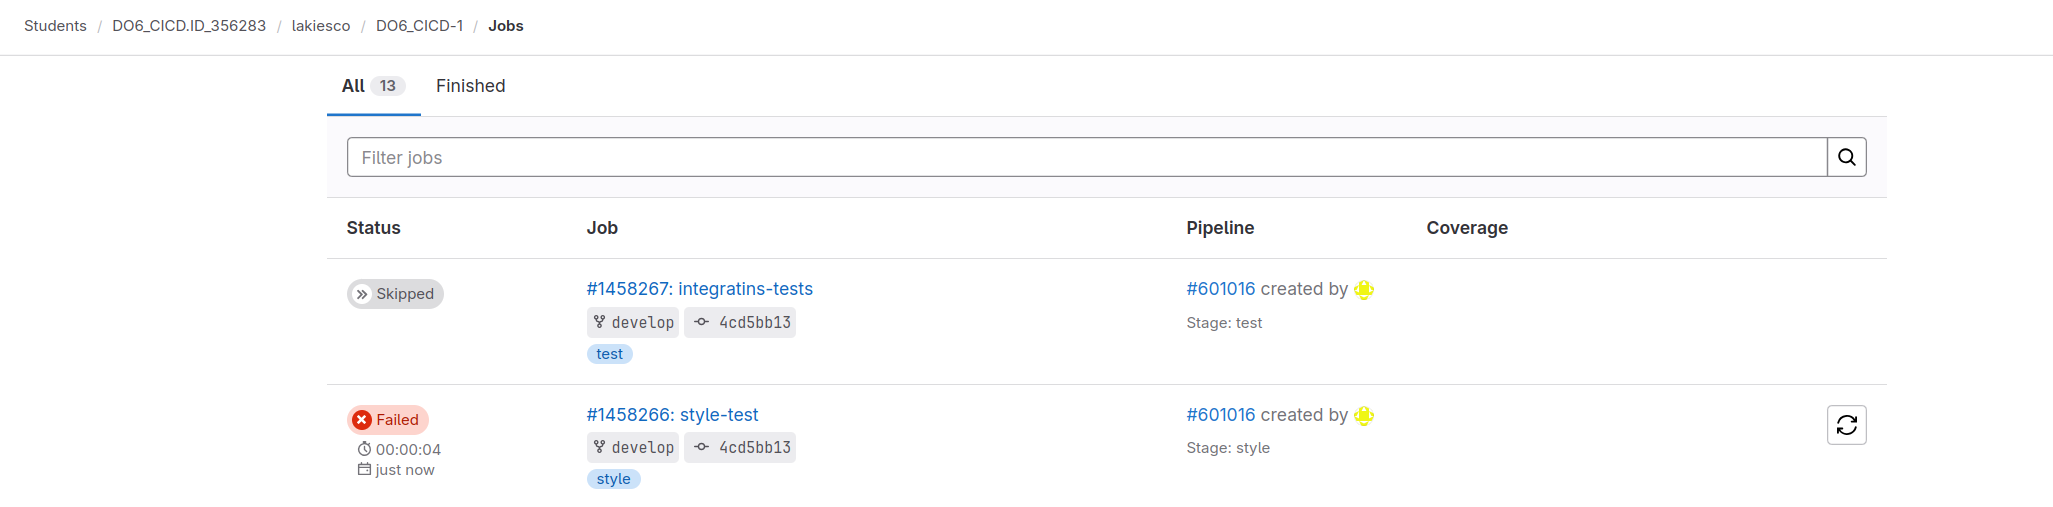 Students / DO6_CICD.ID_356283 / lakiesco / DO6_CICD-1 / Jobs
All 13 Finished
Filter jobs
Status Job Pipeline Coverage
Skipped #1458267: integratins-tests #601016 created by
develop 4cd5bb13 Stage: test
test
Failed #1458266: style-test #601016 created by
00:00:04 develop 4cd5bb13 Stage: style
just now
style